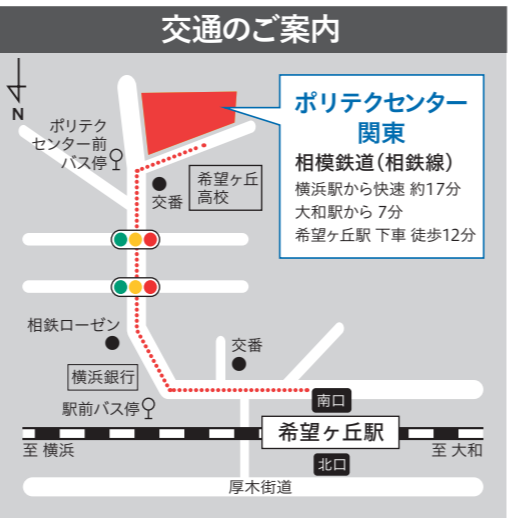 交通のご案内
N
ポリテク
センター前
バス停
ポリテクセンター
関東
相模鉄道(相鉄線)
横浜駅から快速 約17分
大和駅から 7分
希望ヶ丘駅 下車 徒歩12分
交番
希望ヶ丘
高校
相鉄ローゼン
交番
横浜銀行
駅前バス停
南口
希望ヶ丘駅
至 横浜
至 大和
北口
厚木街道